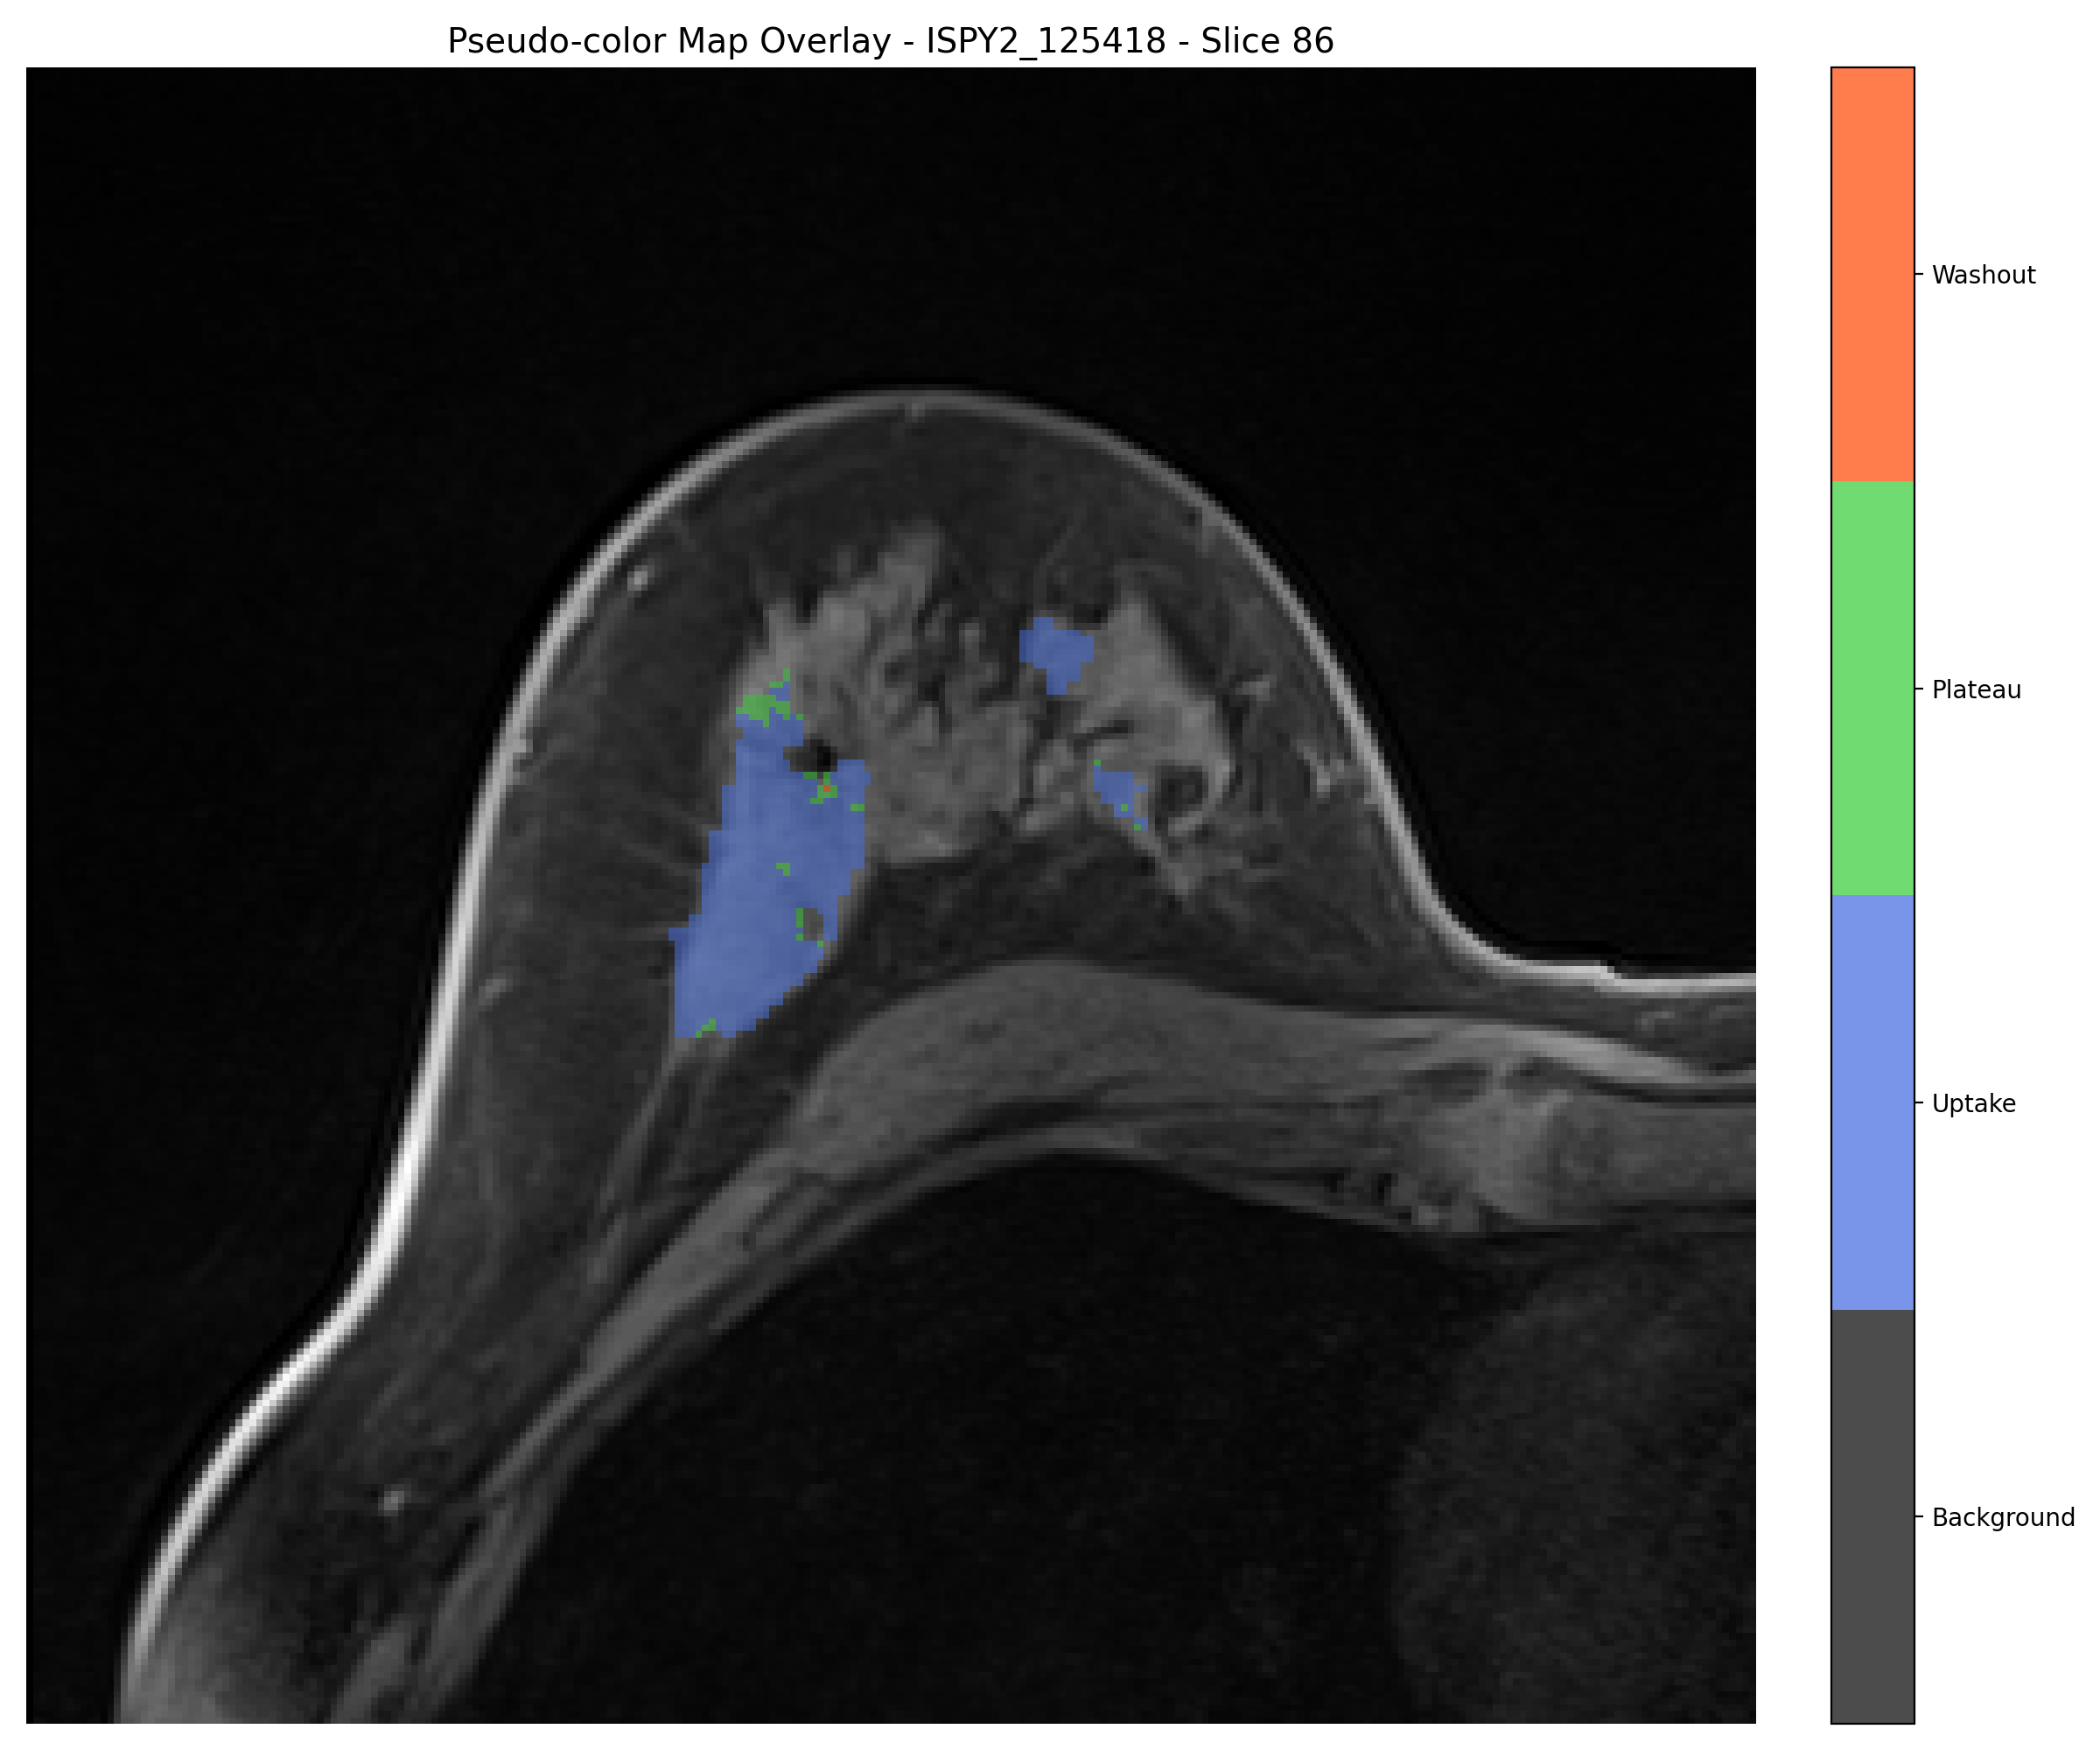 Pseudo-color Map Overlay - ISPY2_125418 - Slice 86
Washout
Plateau
Uptake
Background